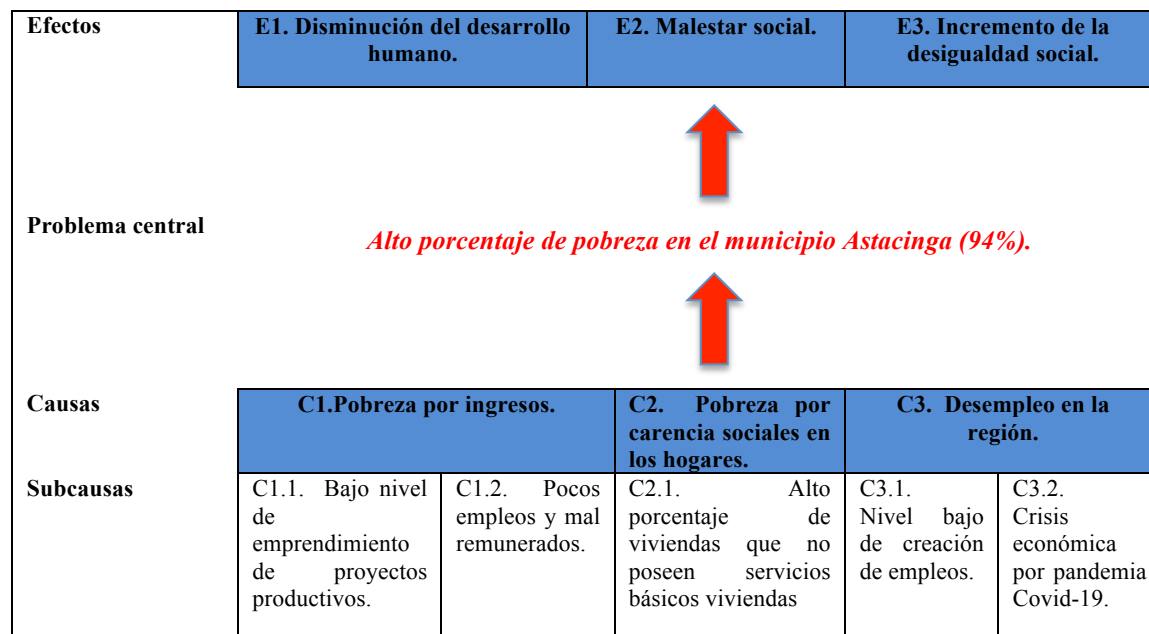 Efectos
E1. Disminución del desarrollo
humano.
E2. Malestar social.
E3. Incremento de la
desigualdad social.
Problema central
Alto porcentaje de pobreza en el municipio Astacinga (94%).
Causas
C1.Pobreza por ingresos.
C2. Pobreza por
carencia sociales en
los hogares.
C3. Desempleo en la
región.
Subcausas
C1.1. Bajo nivel
de
emprendimiento
de proyectos
productivos.
C1.2. Pocos
empleos y mal
remunerados.
C2.1. Alto
porcentaje de
viviendas que no
poseen servicios
básicos viviendas
C3.1.
Nivel bajo
de creación
de empleos.
C3.2.
Crisis
económica
por pandemia
Covid-19.